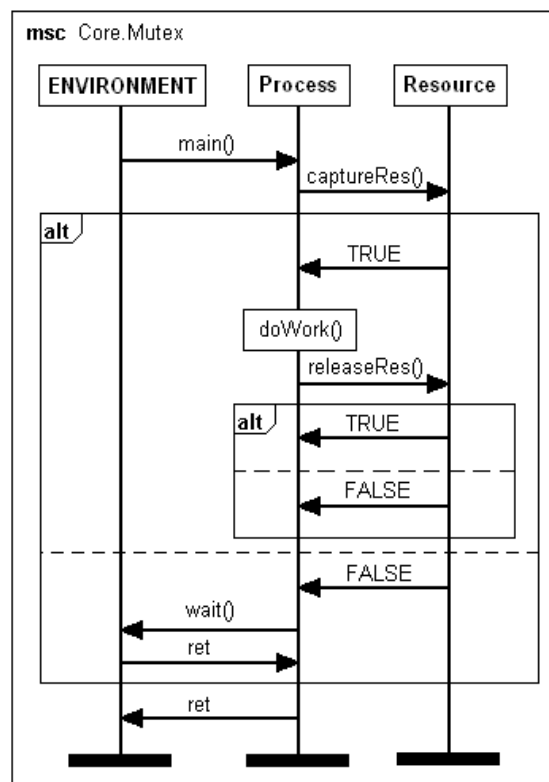 msc Core.Mutex
ENVIRONMENT Process Resource
main()
captureRes()
alt
TRUE
doWork()
releaseRes()
alt TRUE
FALSE
FALSE
wait()
ret
ret